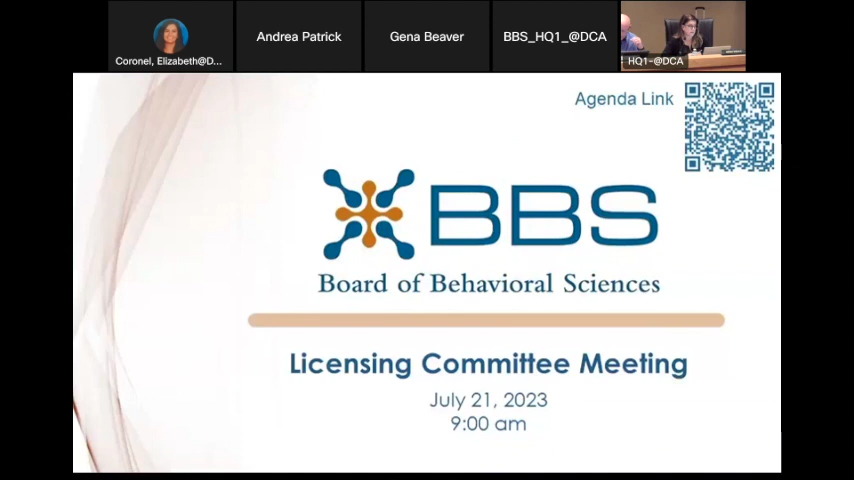 Coronel, Elizabeth@D...
Andrea Patrick
Gena Beaver
BBS_HQ1_@DCA
HQ1-@DCA
Agenda Link
BBS
Board of Behavioral Sciences
Licensing Committee Meeting
July 21, 2023
9:00 am